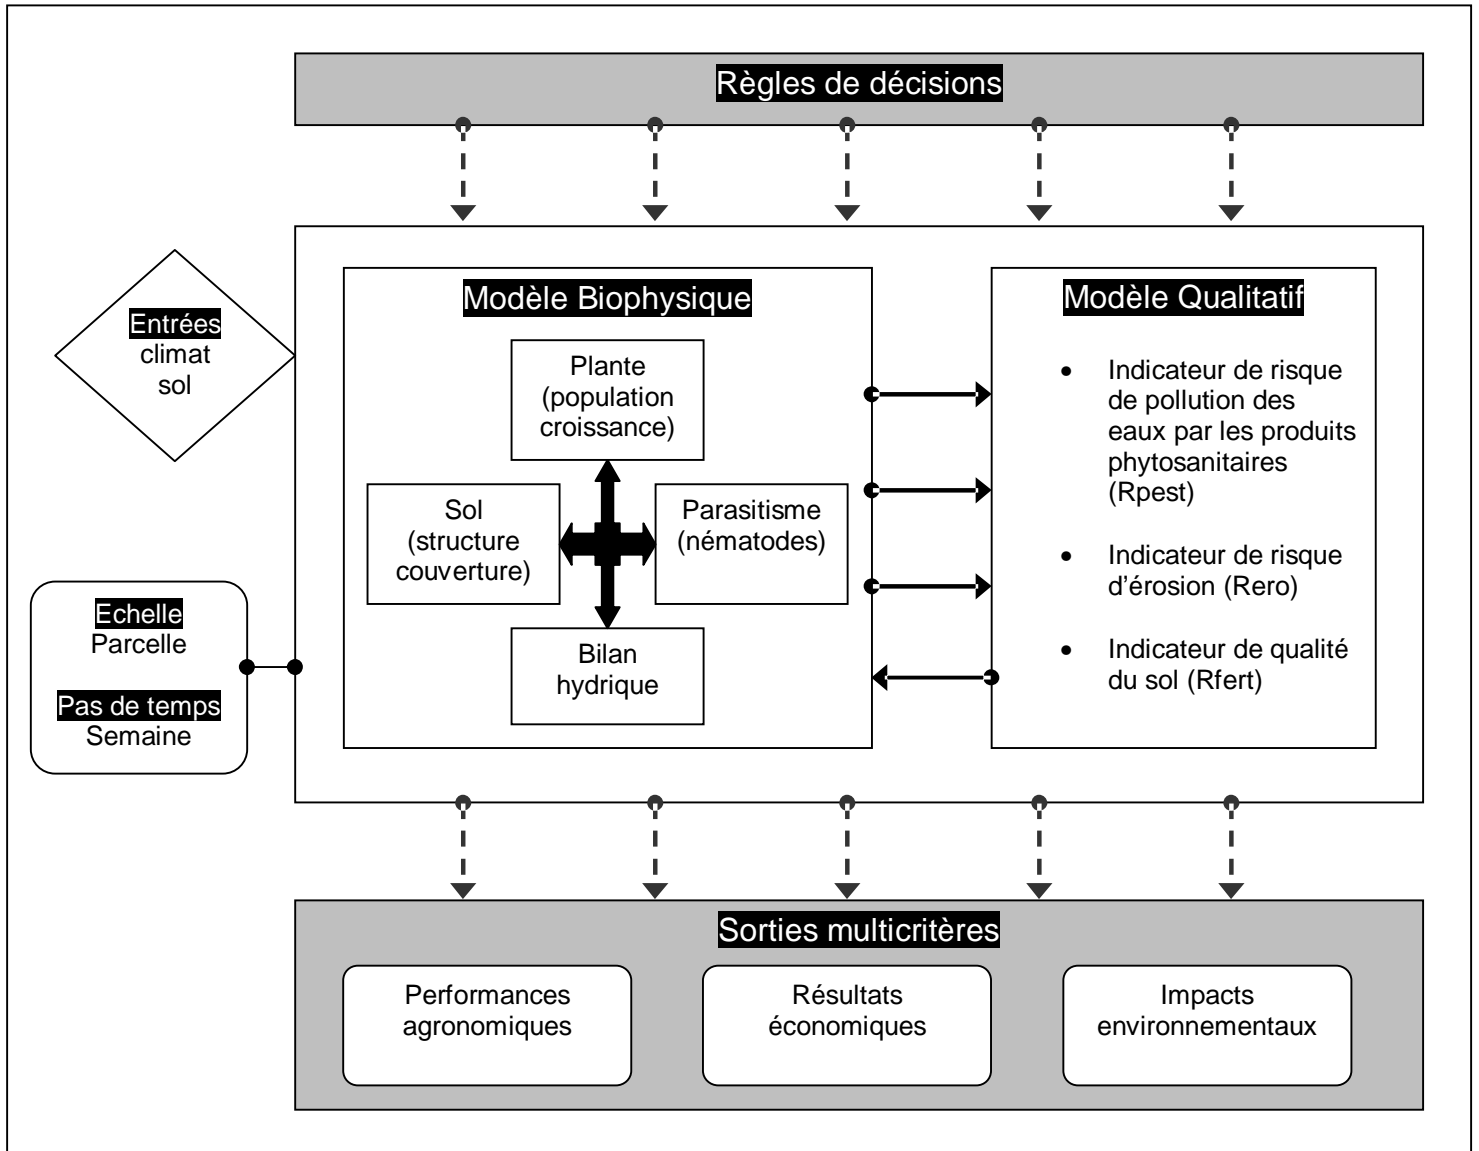 Règles de décisions
Entrées
climat
sol
Echelle
Parcelle
Pas de temps
Semaine
Modèle Biophysique
Plante
(population
croissance)
Sol
(structure
couverture)
Parasitisme
(nématodes)
Bilan
hydrique
Modèle Qualitatif
• Indicateur de risque
de pollution des
eaux par les produits
phytosanitaires
(Rpest)
• Indicateur de risque
d'érosion (Rero)
• Indicateur de qualité
du sol (Rfert)
Sorties multicritères
Performances
agronomiques
Résultats
économiques
Impacts
environnementaux